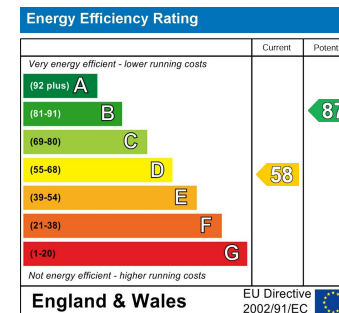 Energy Efficiency Rating
Current Potent
Very energy efficient - lower running costs
(92 plus) A
(81-91) B
87
(69-80) C
(55-68) D
58
(39-54) E
(21-38) F
(1-20) G
Not energy efficient - higher running costs
England & Wales
EU Directive
2002/91/EC